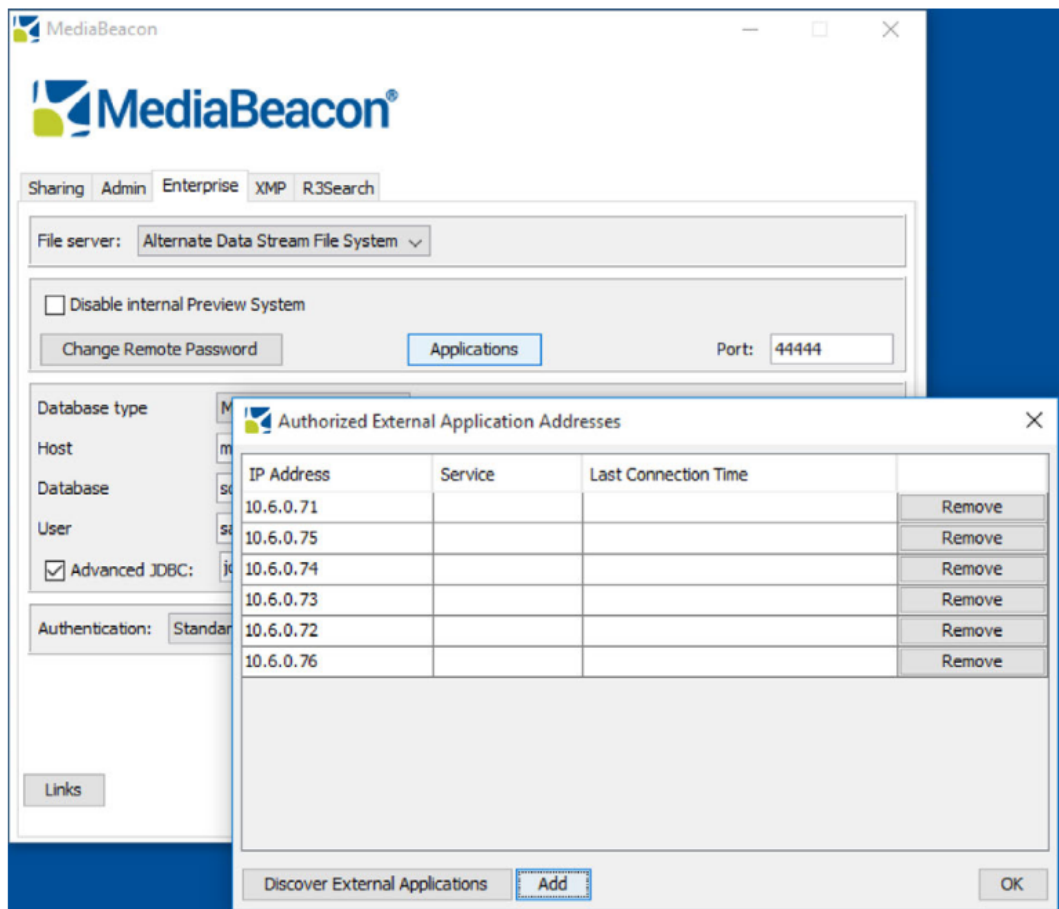 MediaBeacon
MediaBeacon®
Sharing Admin Enterprise XMP R3Search
File server: Alternate Data Stream File System
Disable internal Preview System
Change Remote Password Applications Port: 44444
Database type
Host
Database
User
Advanced JDBC:
Authentication:
Links
Authorized External Application Addresses
IP Address Service Last Connection Time
10.6.0.71 Remove
10.6.0.75 Remove
10.6.0.74 Remove
10.6.0.73 Remove
10.6.0.72 Remove
10.6.0.76 Remove
Discover External Applications Add OK